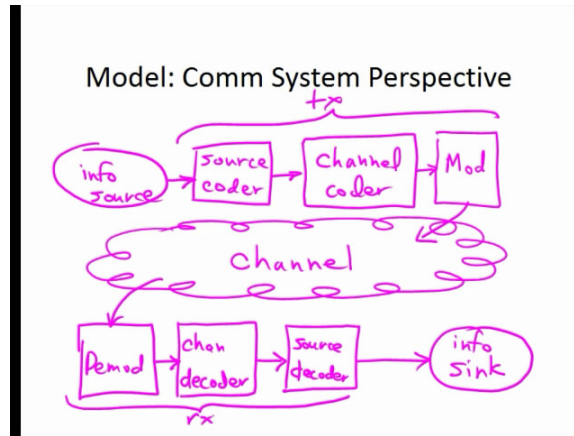 Model: Comm System Perspective
tx
info
source
source
coder
Channel
coder
Mod
Channel
Demod
chan
decoder
source
decoder
info
sink
rx